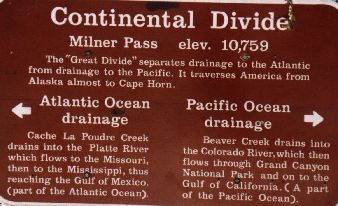 Continental Divide
Milner Pass elev. 10,759
The "Great Divide" separates drainage to the Atlantic
from drainage to the Pacific. It traverses America from
Alaska almost to Cape Horn.
Atlantic Ocean
drainage
Cache La Poudre Creek
drains into the Platte River
which flows to the Missouri,
then to the Mississippi, thus
reaching the Gulf of Mexico.
(part of the Atlantic Ocean).
Pacific Ocean
drainage
Beaver Creek drains into
the Colorado River, which then
flows through Grand Canyon
National Park and on to the
Gulf of California. (A part
of the Pacific Ocean).